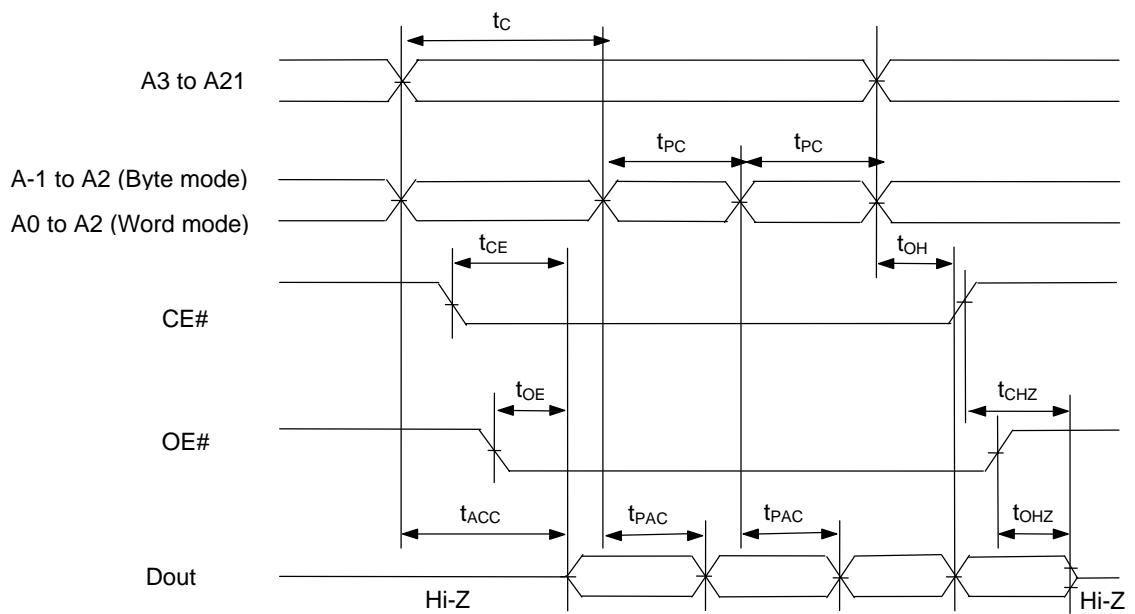 tC
A3 to A21
tPC tPC
A-1 to A2 (Byte mode)
A0 to A2 (Word mode)
tCE tOH
CE#
tOE tCHZ
OE#
tACC tPAC tPAC tOHZ
Dout
Hi-Z Hi-Z